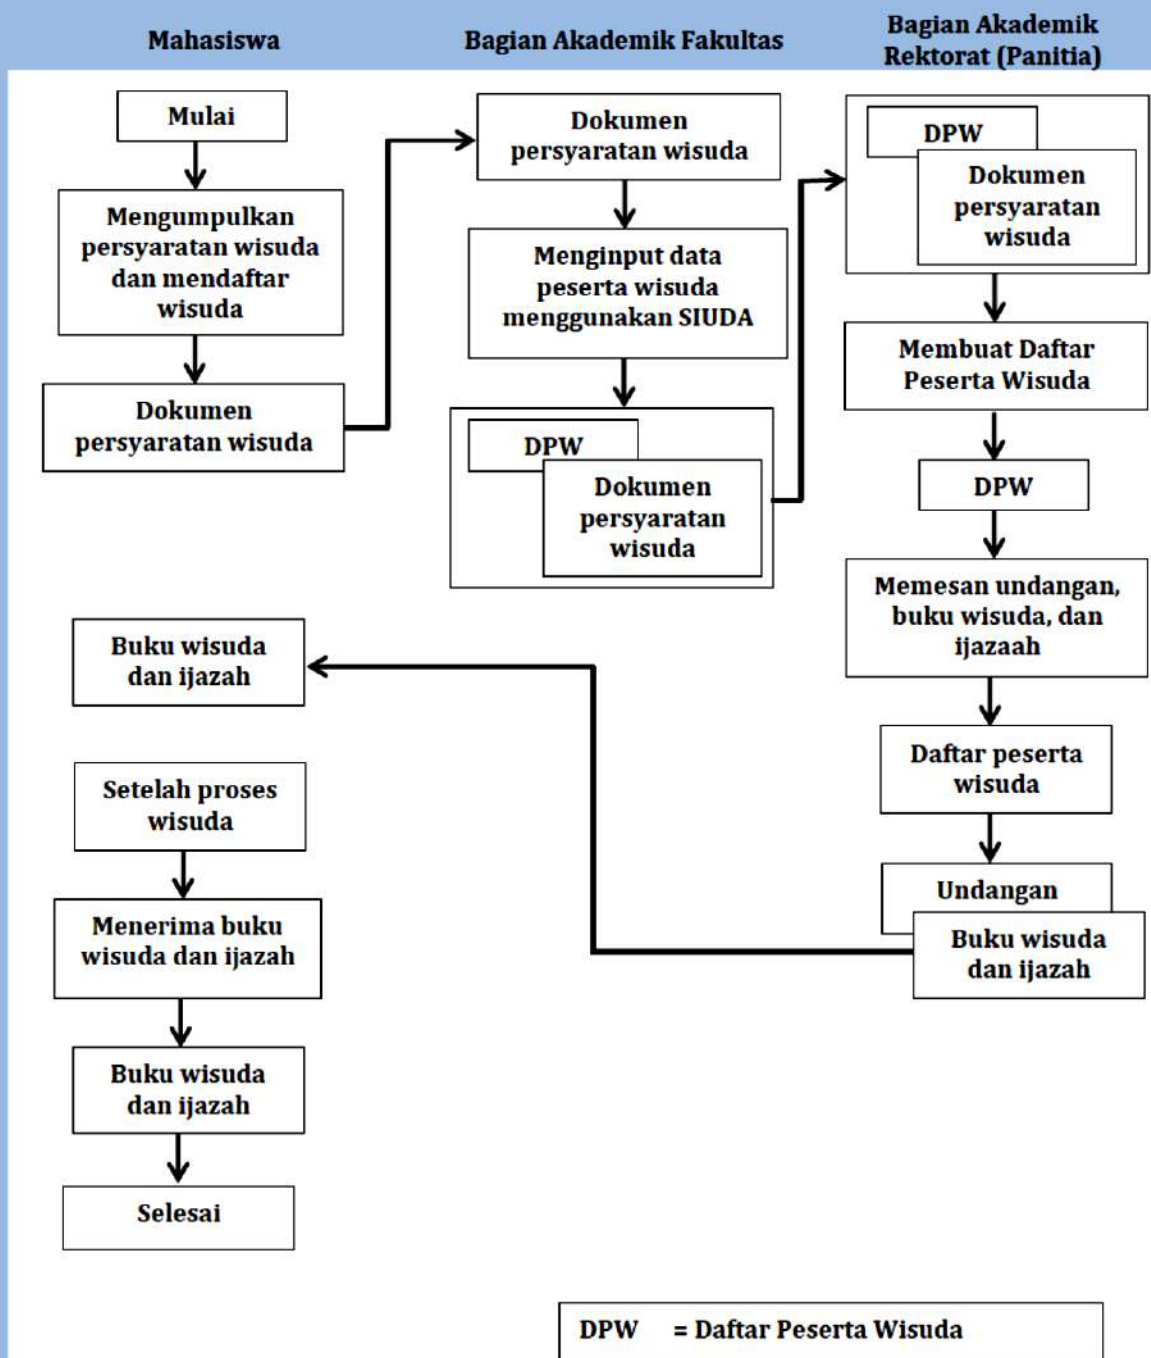 Mahasiswa
Bagian Akademik Fakultas
Bagian Akademik
Rektorat (Panitia)
Mulai
Mengumpulkan
persyaratan wisuda
dan mendaftar
wisuda
Dokumen
persyaratan wisuda
Dokumen
persyaratan wisuda
Menginput data
peserta wisuda
menggunakan SIUDA
DPW
Dokumen
persyaratan
wisuda
DPW
Dokumen
persyaratan
wisuda
Membuat Daftar
Peserta Wisuda
DPW
Memesan undangan,
buku wisuda, dan
ijazaah
Daftar peserta
wisuda
Undangan
Buku wisuda
dan ijazah
Buku wisuda
dan ijazah
Setelah proses
wisuda
Menerima buku
wisuda dan ijazah
Buku wisuda
dan ijazah
Selesai
DPW = Daftar Peserta Wisuda